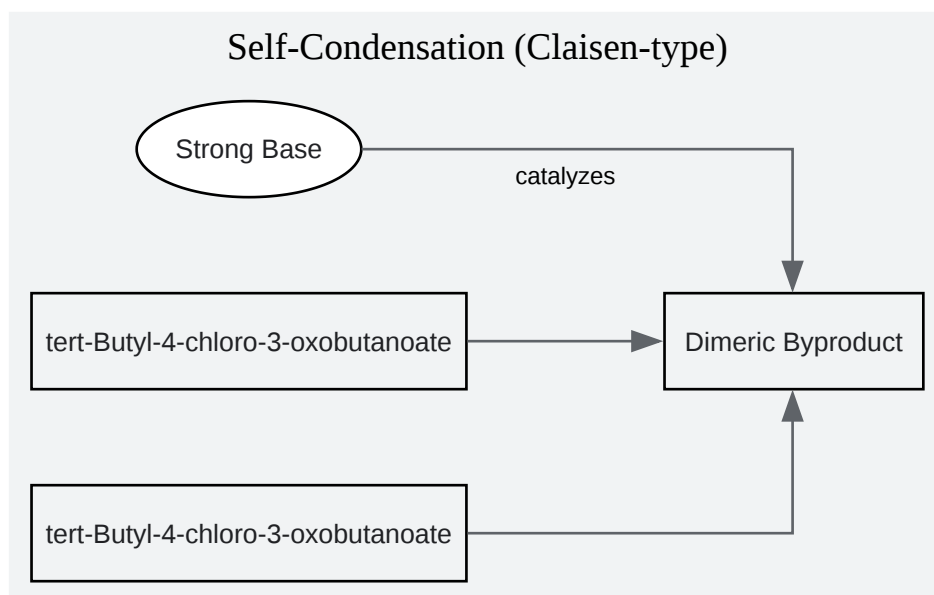 Self-Condensation (Claisen-type)
Strong Base
catalyzes
tert-Butyl-4-chloro-3-oxobutanoate
Dimeric Byproduct
tert-Butyl-4-chloro-3-oxobutanoate